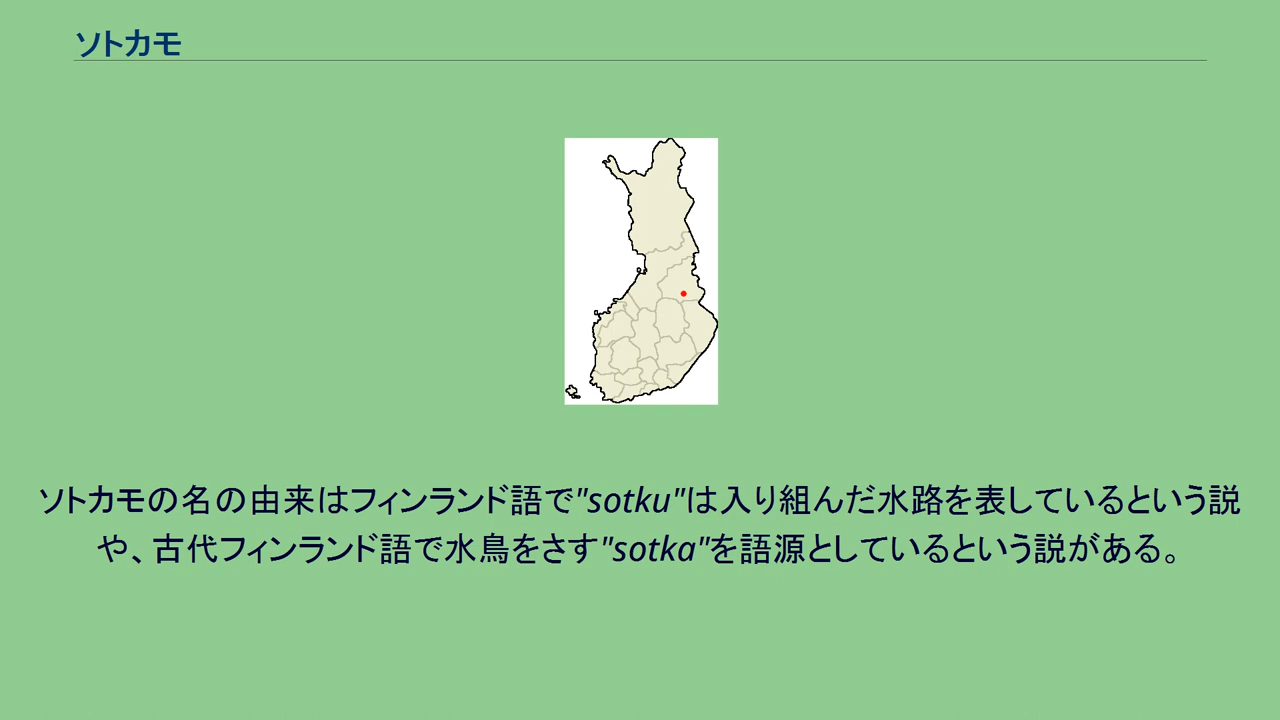 ソトカモ
ソトカモの名の由来はフィンランド語で"sotku"は入り組んだ水路を表しているという説
や、古代フィンランド語で水鳥をさす"sotka"を語源としているという説がある。